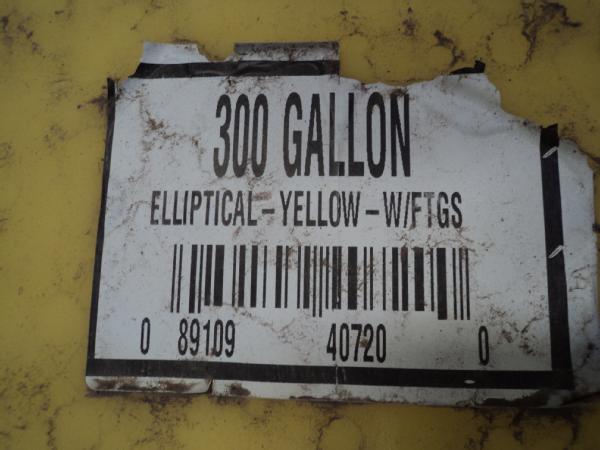 300 GALLON
ELLIPTICAL-YELLOW-W/FTGS
0 89109 40720 0